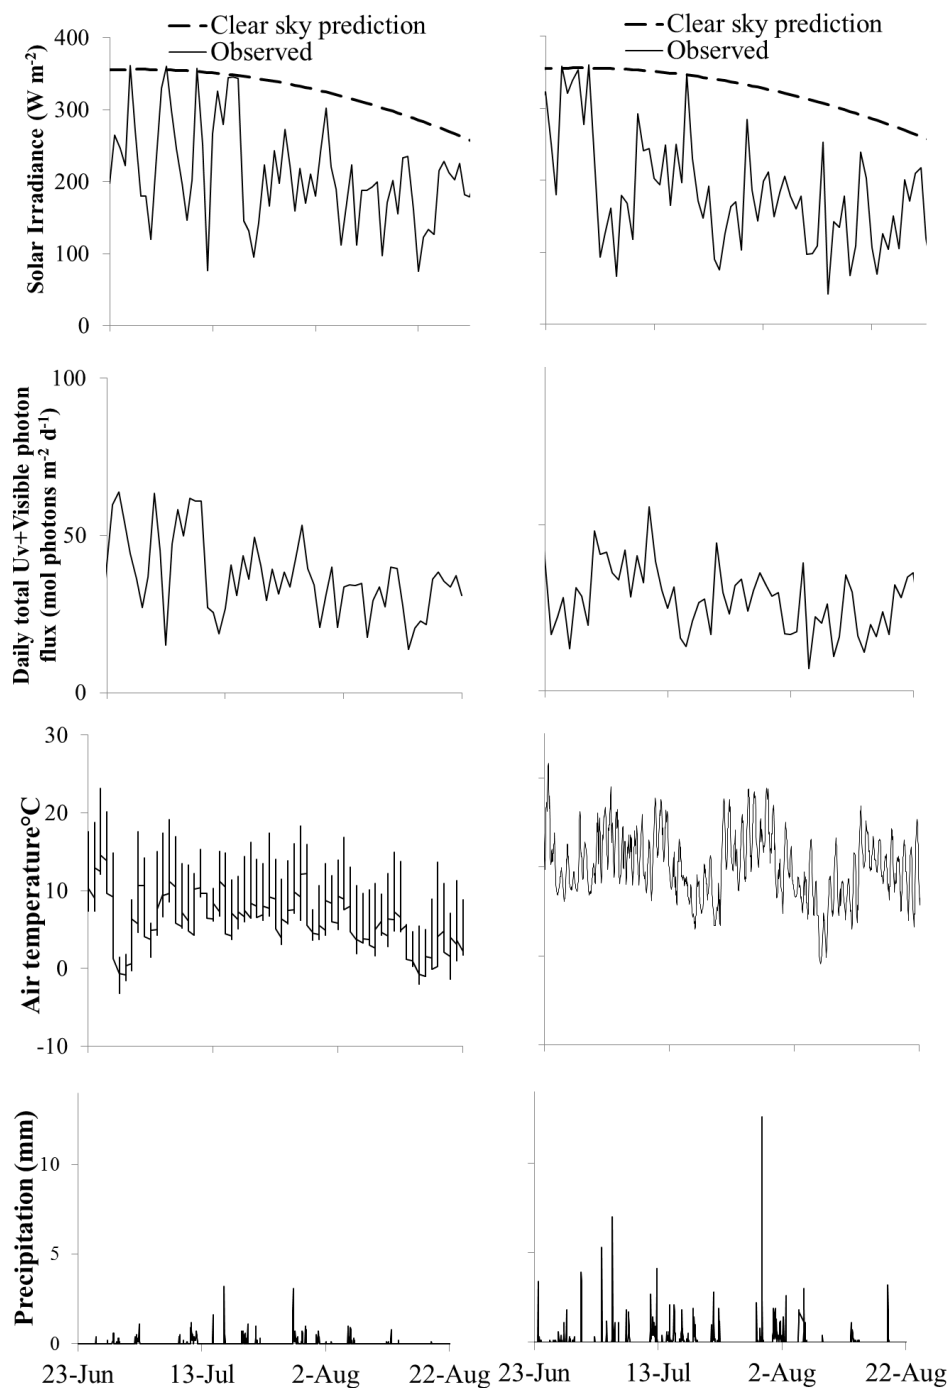 Clear sky prediction
Observed
Clear sky prediction
Observed
Solar Irradiance (W m-2)
400
300
200
100
0
Daily total Uv+Visible photon
flux (mol photons m-2 d-1)
100
50
0
Air temperature°C
30
20
10
0
-10
Precipitation (mm)
10
5
0
23-Jun
13-Jul
2-Aug
22-Aug
23-Jun
13-Jul
2-Aug
22-Aug